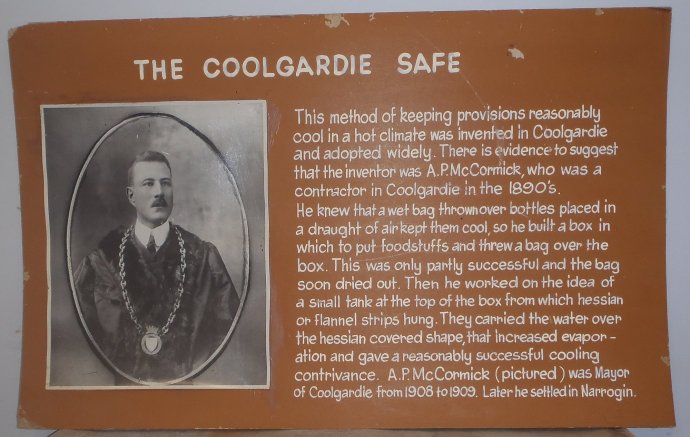 THE COOLGARDIE SAFE
This method of keeping provisions reasonably
cool in a hot climate was invented in Coolgardie
and adopted widely. There is evidence to suggest
that the inventor was A.P. McCormick, who was a
contractor in Coolgardie in the 1890's.
He knew that a wet bag thrown over bottles placed in
a draught of air kept them cool, so he built a box in
which to put foodstuffs and threw a bag over the
box. This was only partly successful and the bag
soon dried out. Then he worked on the idea of
a small tank at the top of the box from which hessian
or flannel strips hung. They carried the water over
the hessian covered shape, that increased evapor-
ation and gave a reasonably successful cooling
contrivance. A.P. McCormick (pictured) was Mayor
of Coolgardie from 1908 to 1909. Later he settled in Narrogin.